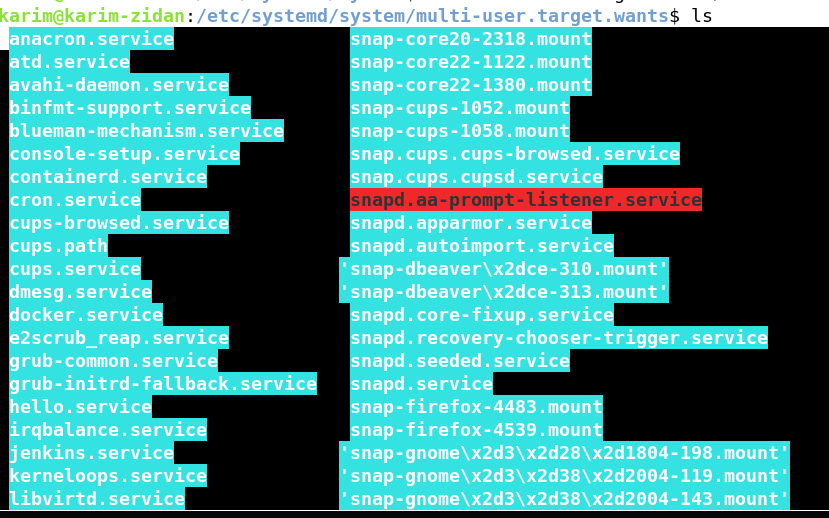 karim@karim-zidan:/etc/systemd/system/multi-user.target.wants$ ls
anacron.service snap-core20-2318.mount
atd.service snap-core22-1122.mount
avahi-daemon.service snap-core22-1380.mount
binfmt-support.service snap-cups-1052.mount
blueman-mechanism.service snap-cups-1058.mount
console-setup.service snap.cups.cups-browsed.service
containerd.service snap.cups.cupsd.service
cron.service snapd.aa-prompt-listener.service
cups-browsed.service snapd.apparmor.service
cups.path snapd.autoimport.service
cups.service 'snap-dbeaver\x2dce-310.mount'
dmesg.service 'snap-dbeaver\x2dce-313.mount'
docker.service snapd.core-fixup.service
e2scrub_reap.service snapd.recovery-chooser-trigger.service
grub-common.service snapd.seeded.service
grub-initrd-fallback.service snapd.service
hello.service snap-firefox-4483.mount
irqbalance.service snap-firefox-4539.mount
jenkins.service 'snap-gnome\x2d3\x2d28\x2d1804-198.mount'
kerneloops.service 'snap-gnome\x2d3\x2d38\x2d2004-119.mount'
libvirtd.service 'snap-gnome\x2d3\x2d38\x2d2004-143.mount'